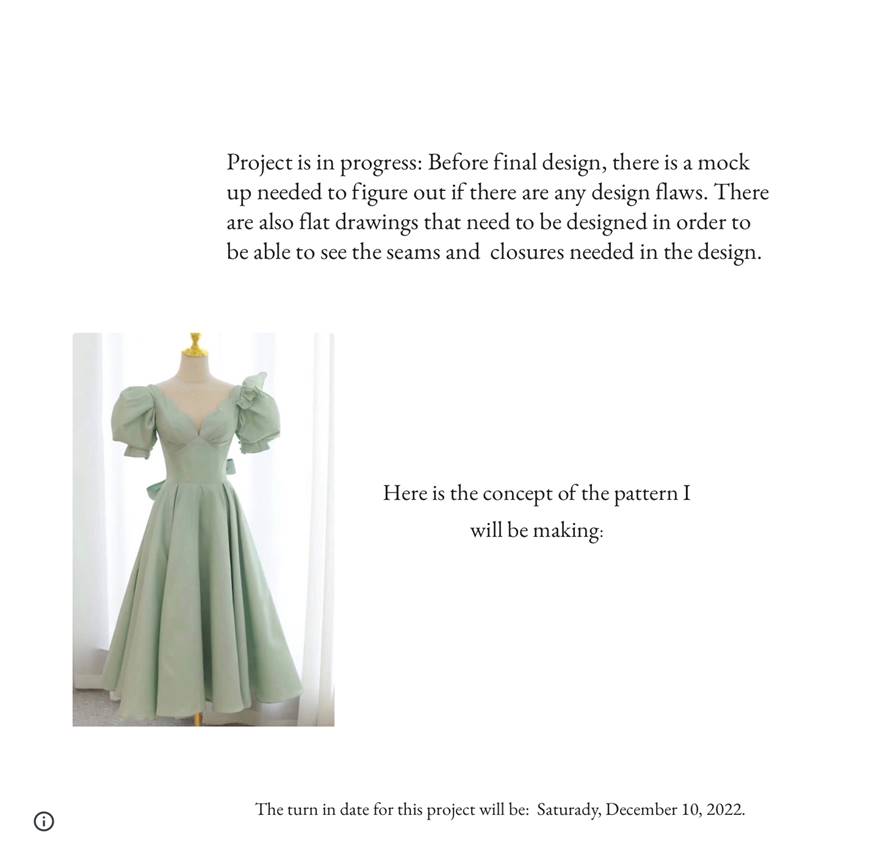 Project is in progress: Before final design, there is a mock
up needed to figure out if there are any design flaws. There
are also flat drawings that need to be designed in order to
be able to see the seams and  closures needed in the design.
Here is the concept of the pattern I
will be making:
The turn in date for this project will be:  Saturady, December 10, 2022.